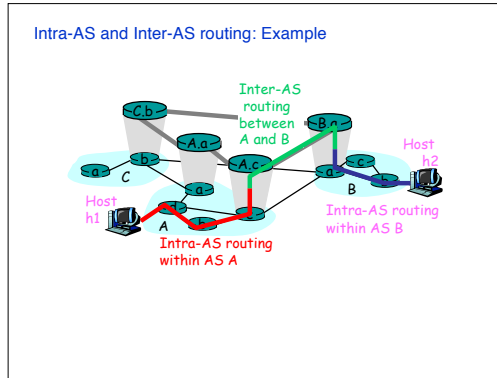 Intra-AS and Inter-AS routing: Example
Inter-AS
routing
between
A and B
C.b
B.a
A.a
A.c
Host
h2
a
b
C
a
c
a
B
b
Host
h1
d
A
b
Intra-AS routing
within AS B
Intra-AS routing
within AS A